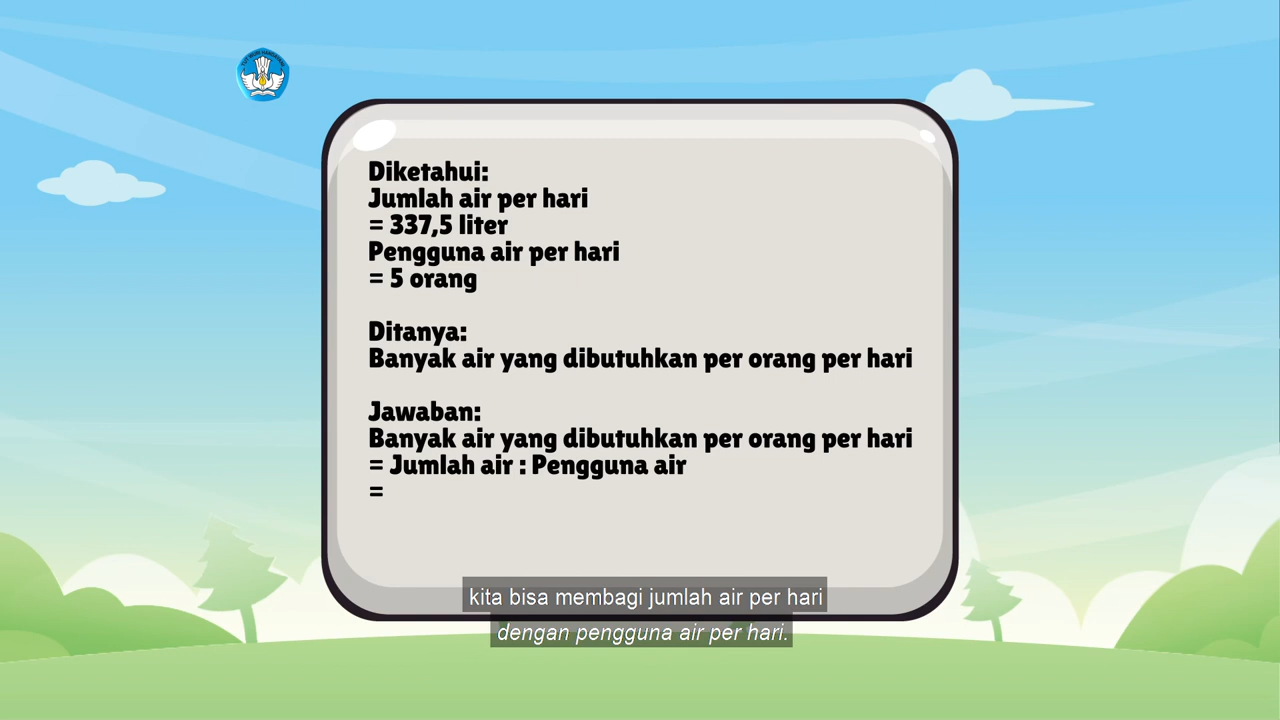 Diketahui:
Jumlah air per hari
= 337,5 liter
Pengguna air per hari
= 5 orang
Ditanya:
Banyak air yang dibutuhkan per orang per hari
Jawaban:
Banyak air yang dibutuhkan per orang per hari
= Jumlah air : Pengguna air
=
kita bisa membagi jumlah air per hari
dengan pengguna air per hari.